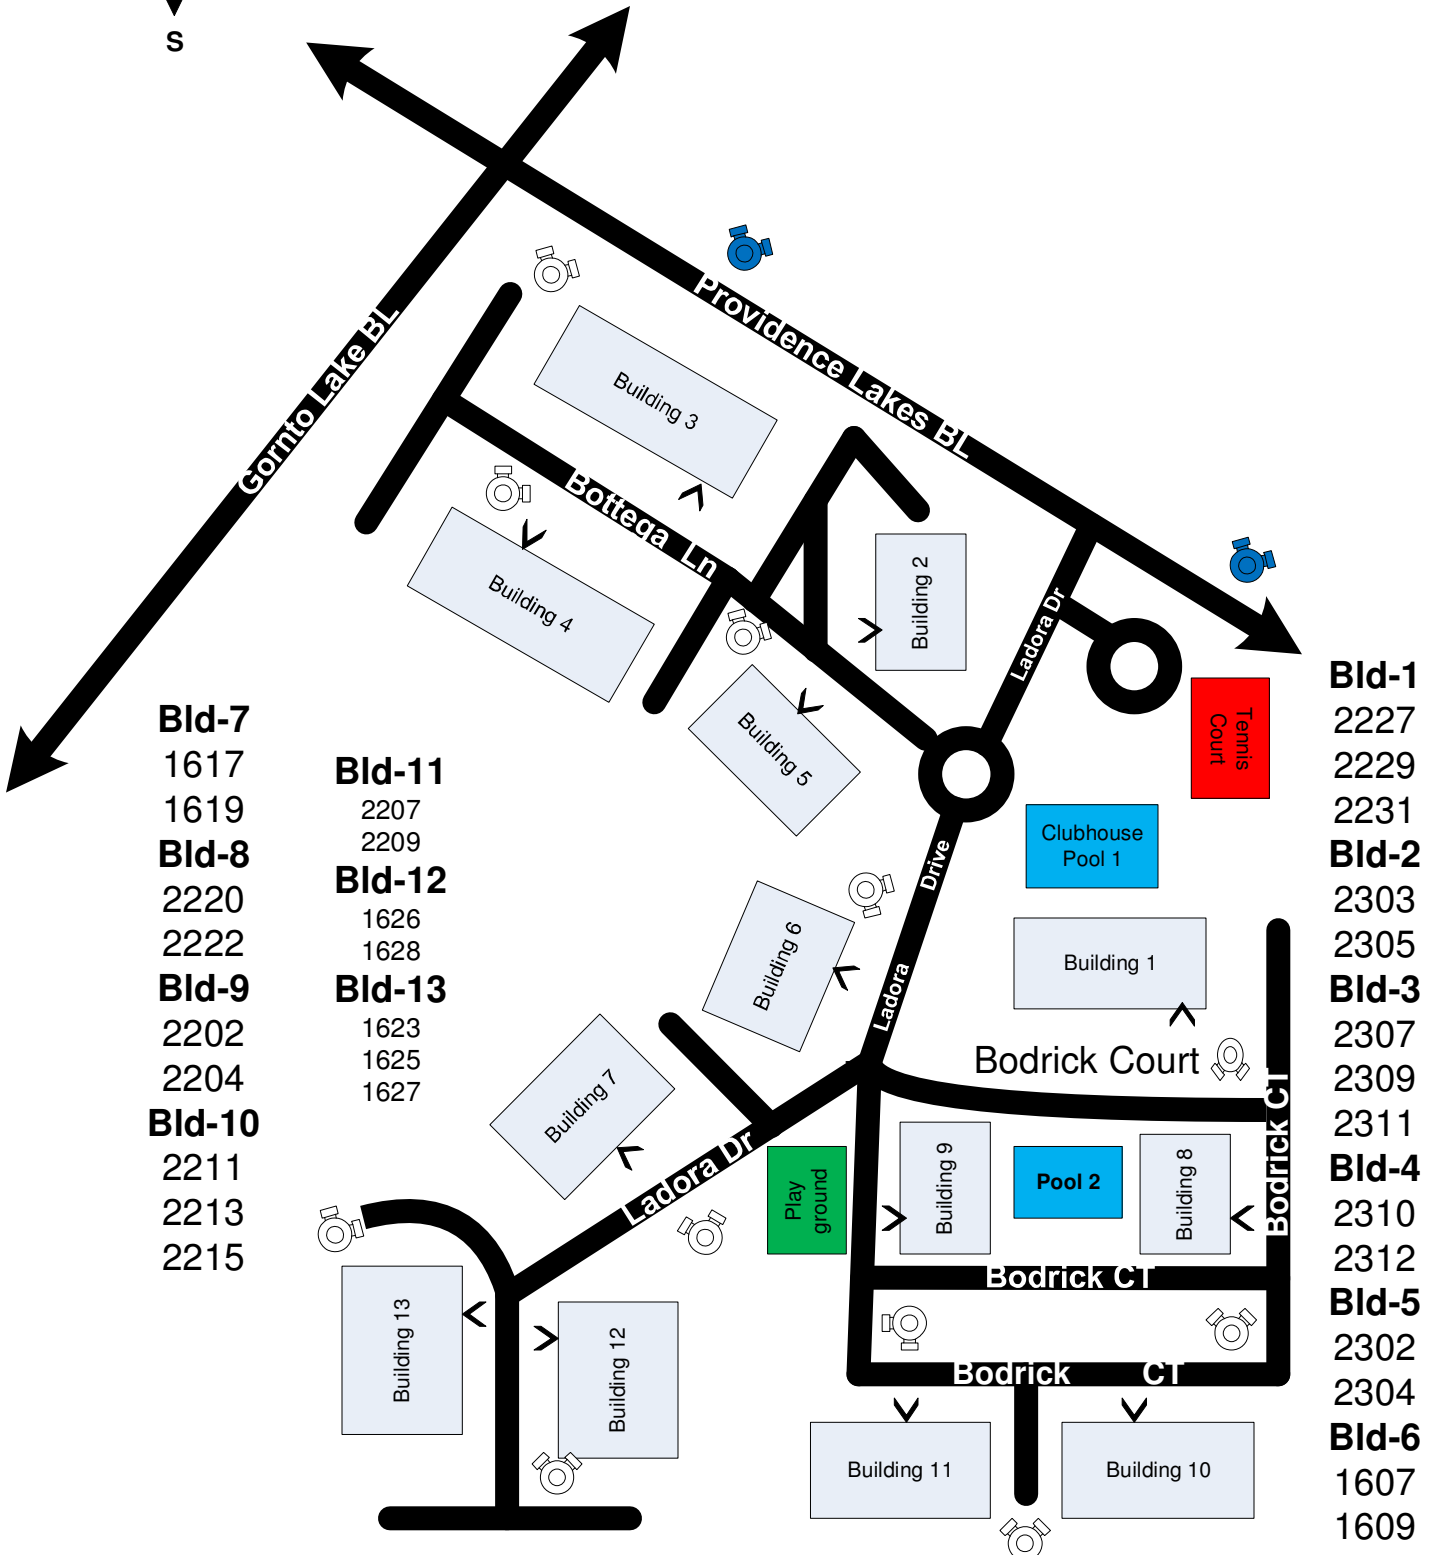 S
Gornto Lake BL
Providence Lakes BL
Building 3
Bottega Ln
Building 4
Building 2
Ladora Dr
Building 5
Tennis
Court
Clubhouse
Pool 1
Ladora Drive
Building 6
Building 1
Bodrick Court
Building 7
Ladora Dr
Play
ground
Building 9
Pool 2
Building 8
Bodrick CT
Bodrick CT
Bodrick CT
Building 13
Building 12
Building 11
Building 10
Bld-7
1617
1619
Bld-8
2220
2222
Bld-9
2202
2204
Bld-10
2211
2213
2215
Bld-11
2207
2209
Bld-12
1626
1628
Bld-13
1623
1625
1627
Bld-1
2227
2229
2231
Bld-2
2303
2305
Bld-3
2307
2309
2311
Bld-4
2310
2312
Bld-5
2302
2304
Bld-6
1607
1609